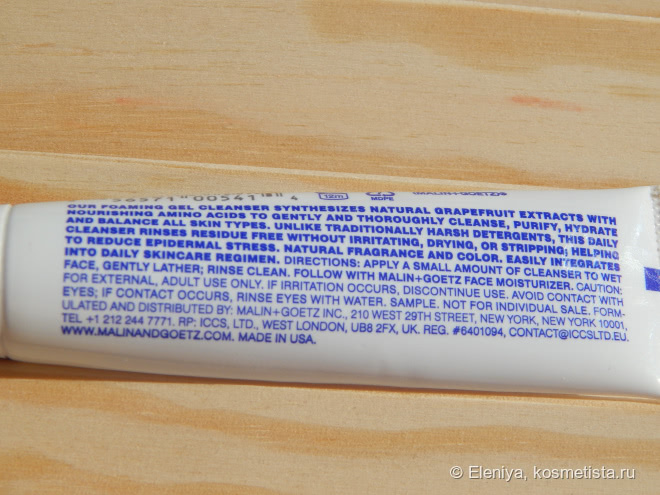 00541 4 12m MDPE (MALIN+GOETZ)®
OUR FOAMING GEL CLEANSER SYNTHESIZES NATURAL GRAPEFRUIT EXTRACTS WITH
NOURISHING AMINO ACIDS TO GENTLY AND THOROUGHLY CLEANSE, PURIFY, HYDRATE
AND BALANCE ALL SKIN TYPES. UNLIKE TRADITIONALLY HARSH DETERGENTS, THIS DAILY
CLEANSER RINSES RESIDUE FREE WITHOUT IRRITATING, DRYING, OR STRIPPING; HELPING
TO REDUCE EPIDERMAL STRESS. NATURAL FRAGRANCE AND COLOR. EASILY INTEGRATES
INTO DAILY SKINCARE REGIMEN. DIRECTIONS: APPLY A SMALL AMOUNT OF CLEANSER TO WET
FACE, GENTLY LATHER; RINSE CLEAN. FOLLOW WITH MALIN+GOETZ FACE MOISTURIZER. CAUTION:
FOR EXTERNAL, ADULT USE ONLY. IF IRRITATION OCCURS, DISCONTINUE USE. AVOID CONTACT WITH
EYES; IF CONTACT OCCURS, RINSE EYES WITH WATER. SAMPLE. NOT FOR INDIVIDUAL SALE. FORM-
ULATED AND DISTRIBUTED BY: MALIN+GOETZ INC., 210 WEST 29TH STREET, NEW YORK, NEW YORK 10001,
TEL +1 212 244 7771. RP: ICCS, LTD., WEST LONDON, UB8 2FX, UK. REG. #6401094, CONTACT@ICCSLTD.EU.
WWW.MALINANDGOETZ.COM. MADE IN USA.
© Eleniya, kosmetista.ru